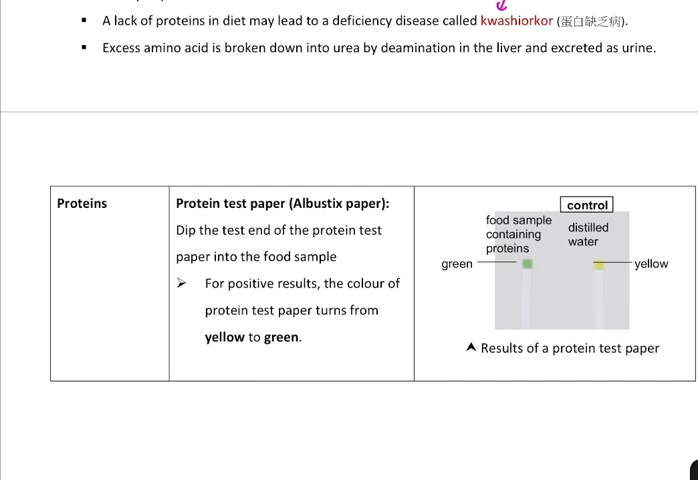 ▪ A lack of proteins in diet may lead to a deficiency disease called kwashiorkor (蛋白缺乏病).
▪ Excess amino acid is broken down into urea by deamination in the liver and excreted as urine.
Proteins
Protein test paper (Albustix paper):
Dip the test end of the protein test
paper into the food sample
➢ For positive results, the colour of
protein test paper turns from
yellow to green.
control
food sample
containing
proteins
distilled
water
green
yellow
Results of a protein test paper